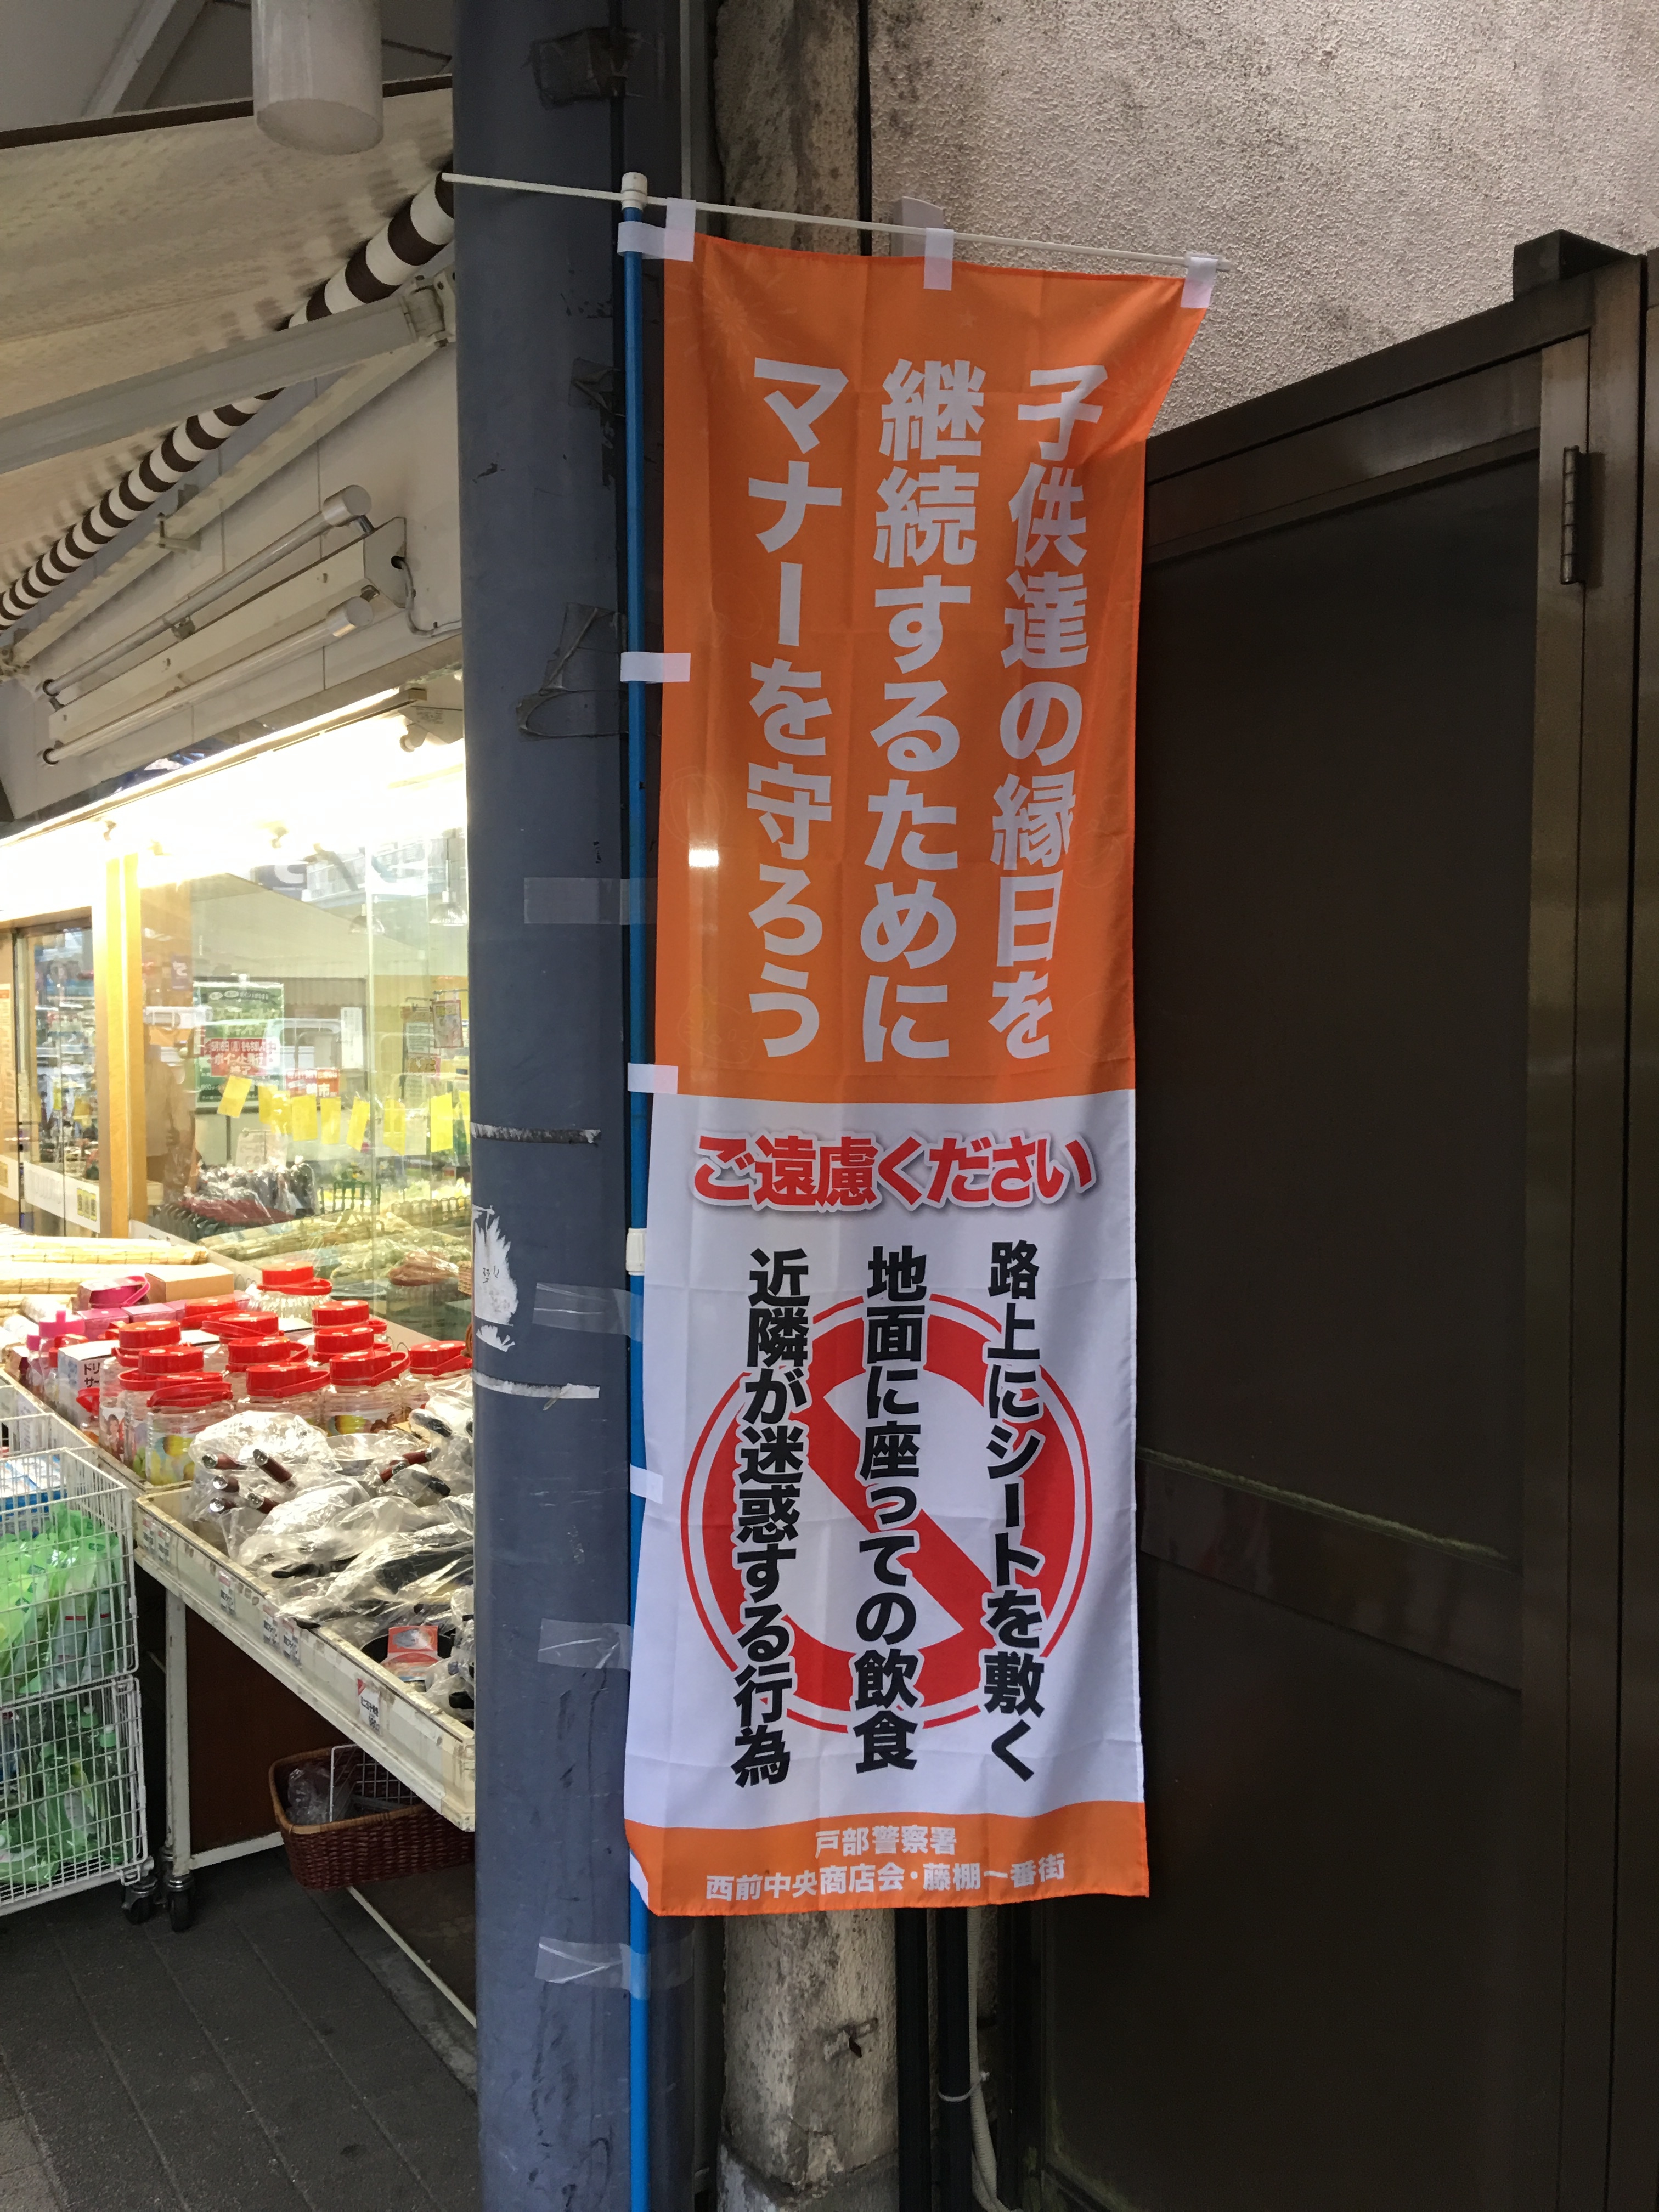 子供達の縁目を
継続するために
マナーを守ろう
ご遠慮ください
路上にシートを敷く
地面に座っての飲食
近隣が迷惑する行為
戸部警察署
西前中央商店会・藤棚一番街